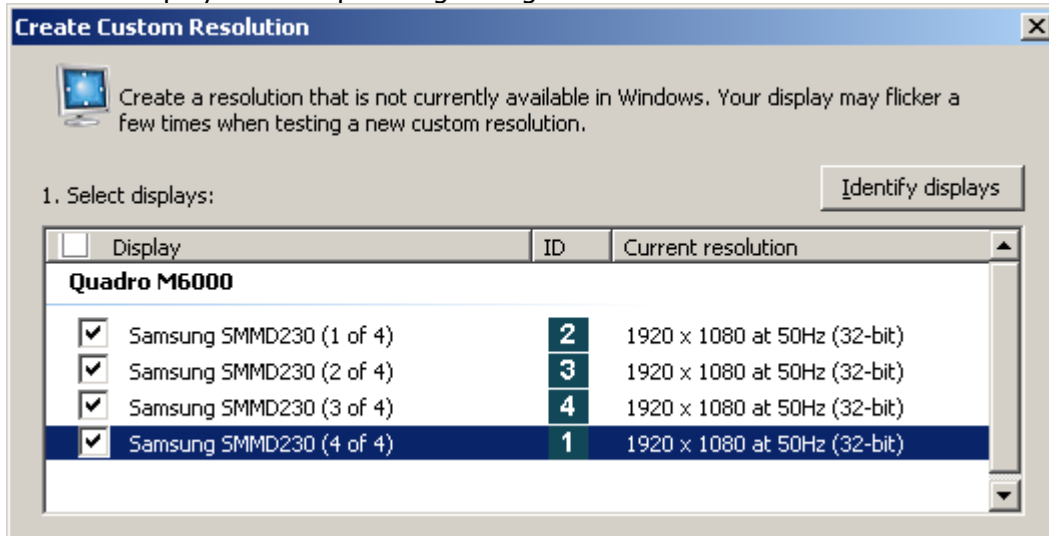 Create Custom Resolution
Create a resolution that is not currently available in Windows. Your display may flicker a
few times when testing a new custom resolution.
Identify displays
1. Select displays:
Display ID Current resolution
Quadro M6000
Samsung SMMD230 (1 of 4) 2 1920 x 1080 at 50Hz (32-bit)
Samsung SMMD230 (2 of 4) 3 1920 x 1080 at 50Hz (32-bit)
Samsung SMMD230 (3 of 4) 4 1920 x 1080 at 50Hz (32-bit)
Samsung SMMD230 (4 of 4) 1 1920 x 1080 at 50Hz (32-bit)